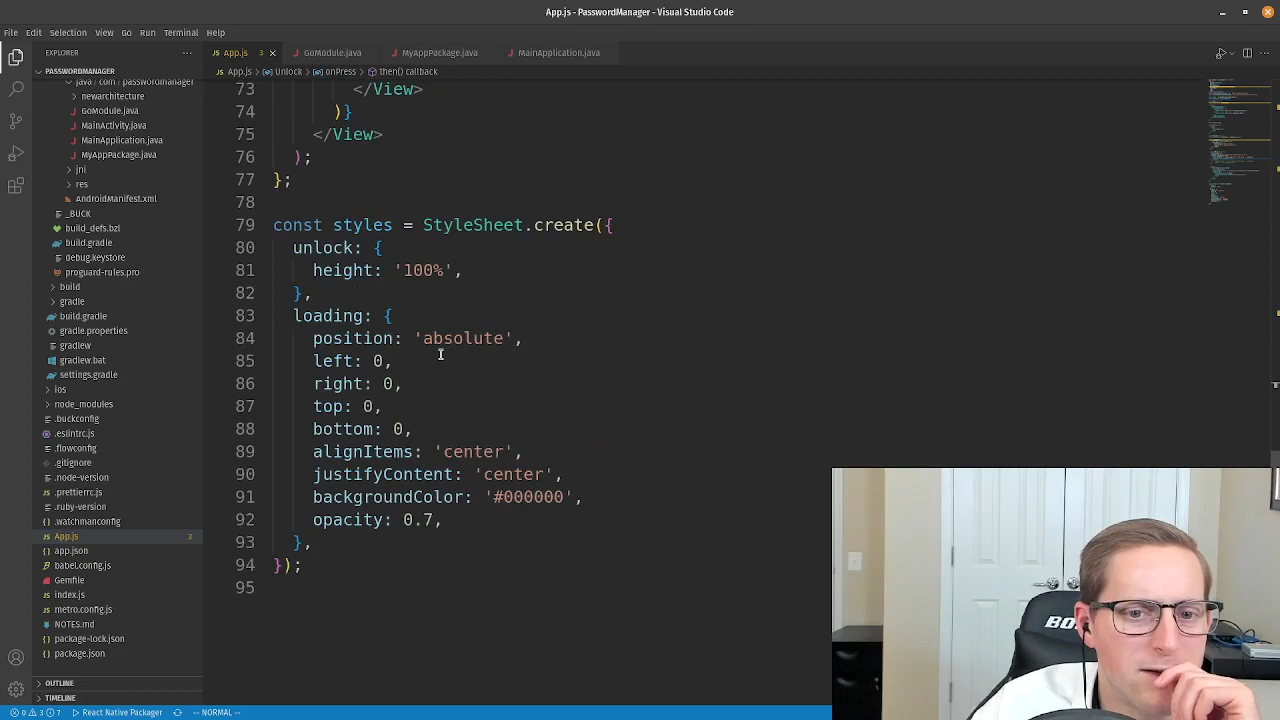 App.js - PasswordManager - Visual Studio Code
File Edit Selection View Go Run Terminal Help
EXPLORER
App.js 3
GoModule.java
MyAppPackage.java
MainApplication.java
PASSWORDMANAGER
App.js > Unlock > onPress > then() callback
java / com / passwordmanager
newarchitecture
GoModule.java
MainActivity.java
MainApplication.java
MyAppPackage.java
jni
res
AndroidManifest.xml
_BUCK
build_defs.bzl
build.gradle
debug.keystore
proguard-rules.pro
build
gradle
build.gradle
gradle.properties
gradlew
gradlew.bat
settings.gradle
ios
node_modules
.buckconfig
.eslintrc.js
.flowconfig
.gitignore
.node-version
.prettierrc.js
.ruby-version
.watchmanconfig
App.js 3
app.json
babel.config.js
Gemfile
index.js
metro.config.js
NOTES.md
package-lock.json
package.json
OUTLINE
TIMELINE
73 </View>
74 )}
75 </View>
76 );
77 };
78
79 const styles = StyleSheet.create({
80 unlock: {
81 height: '100%',
82 },
83 loading: {
84 position: 'absolute',
85 left: 0,
86 right: 0,
87 top: 0,
88 bottom: 0,
89 alignItems: 'center',
90 justifyContent: 'center',
91 backgroundColor: '#000000',
92 opacity: 0.7,
93 },
94 });
95
0 3 7 React Native Packager -- NORMAL --